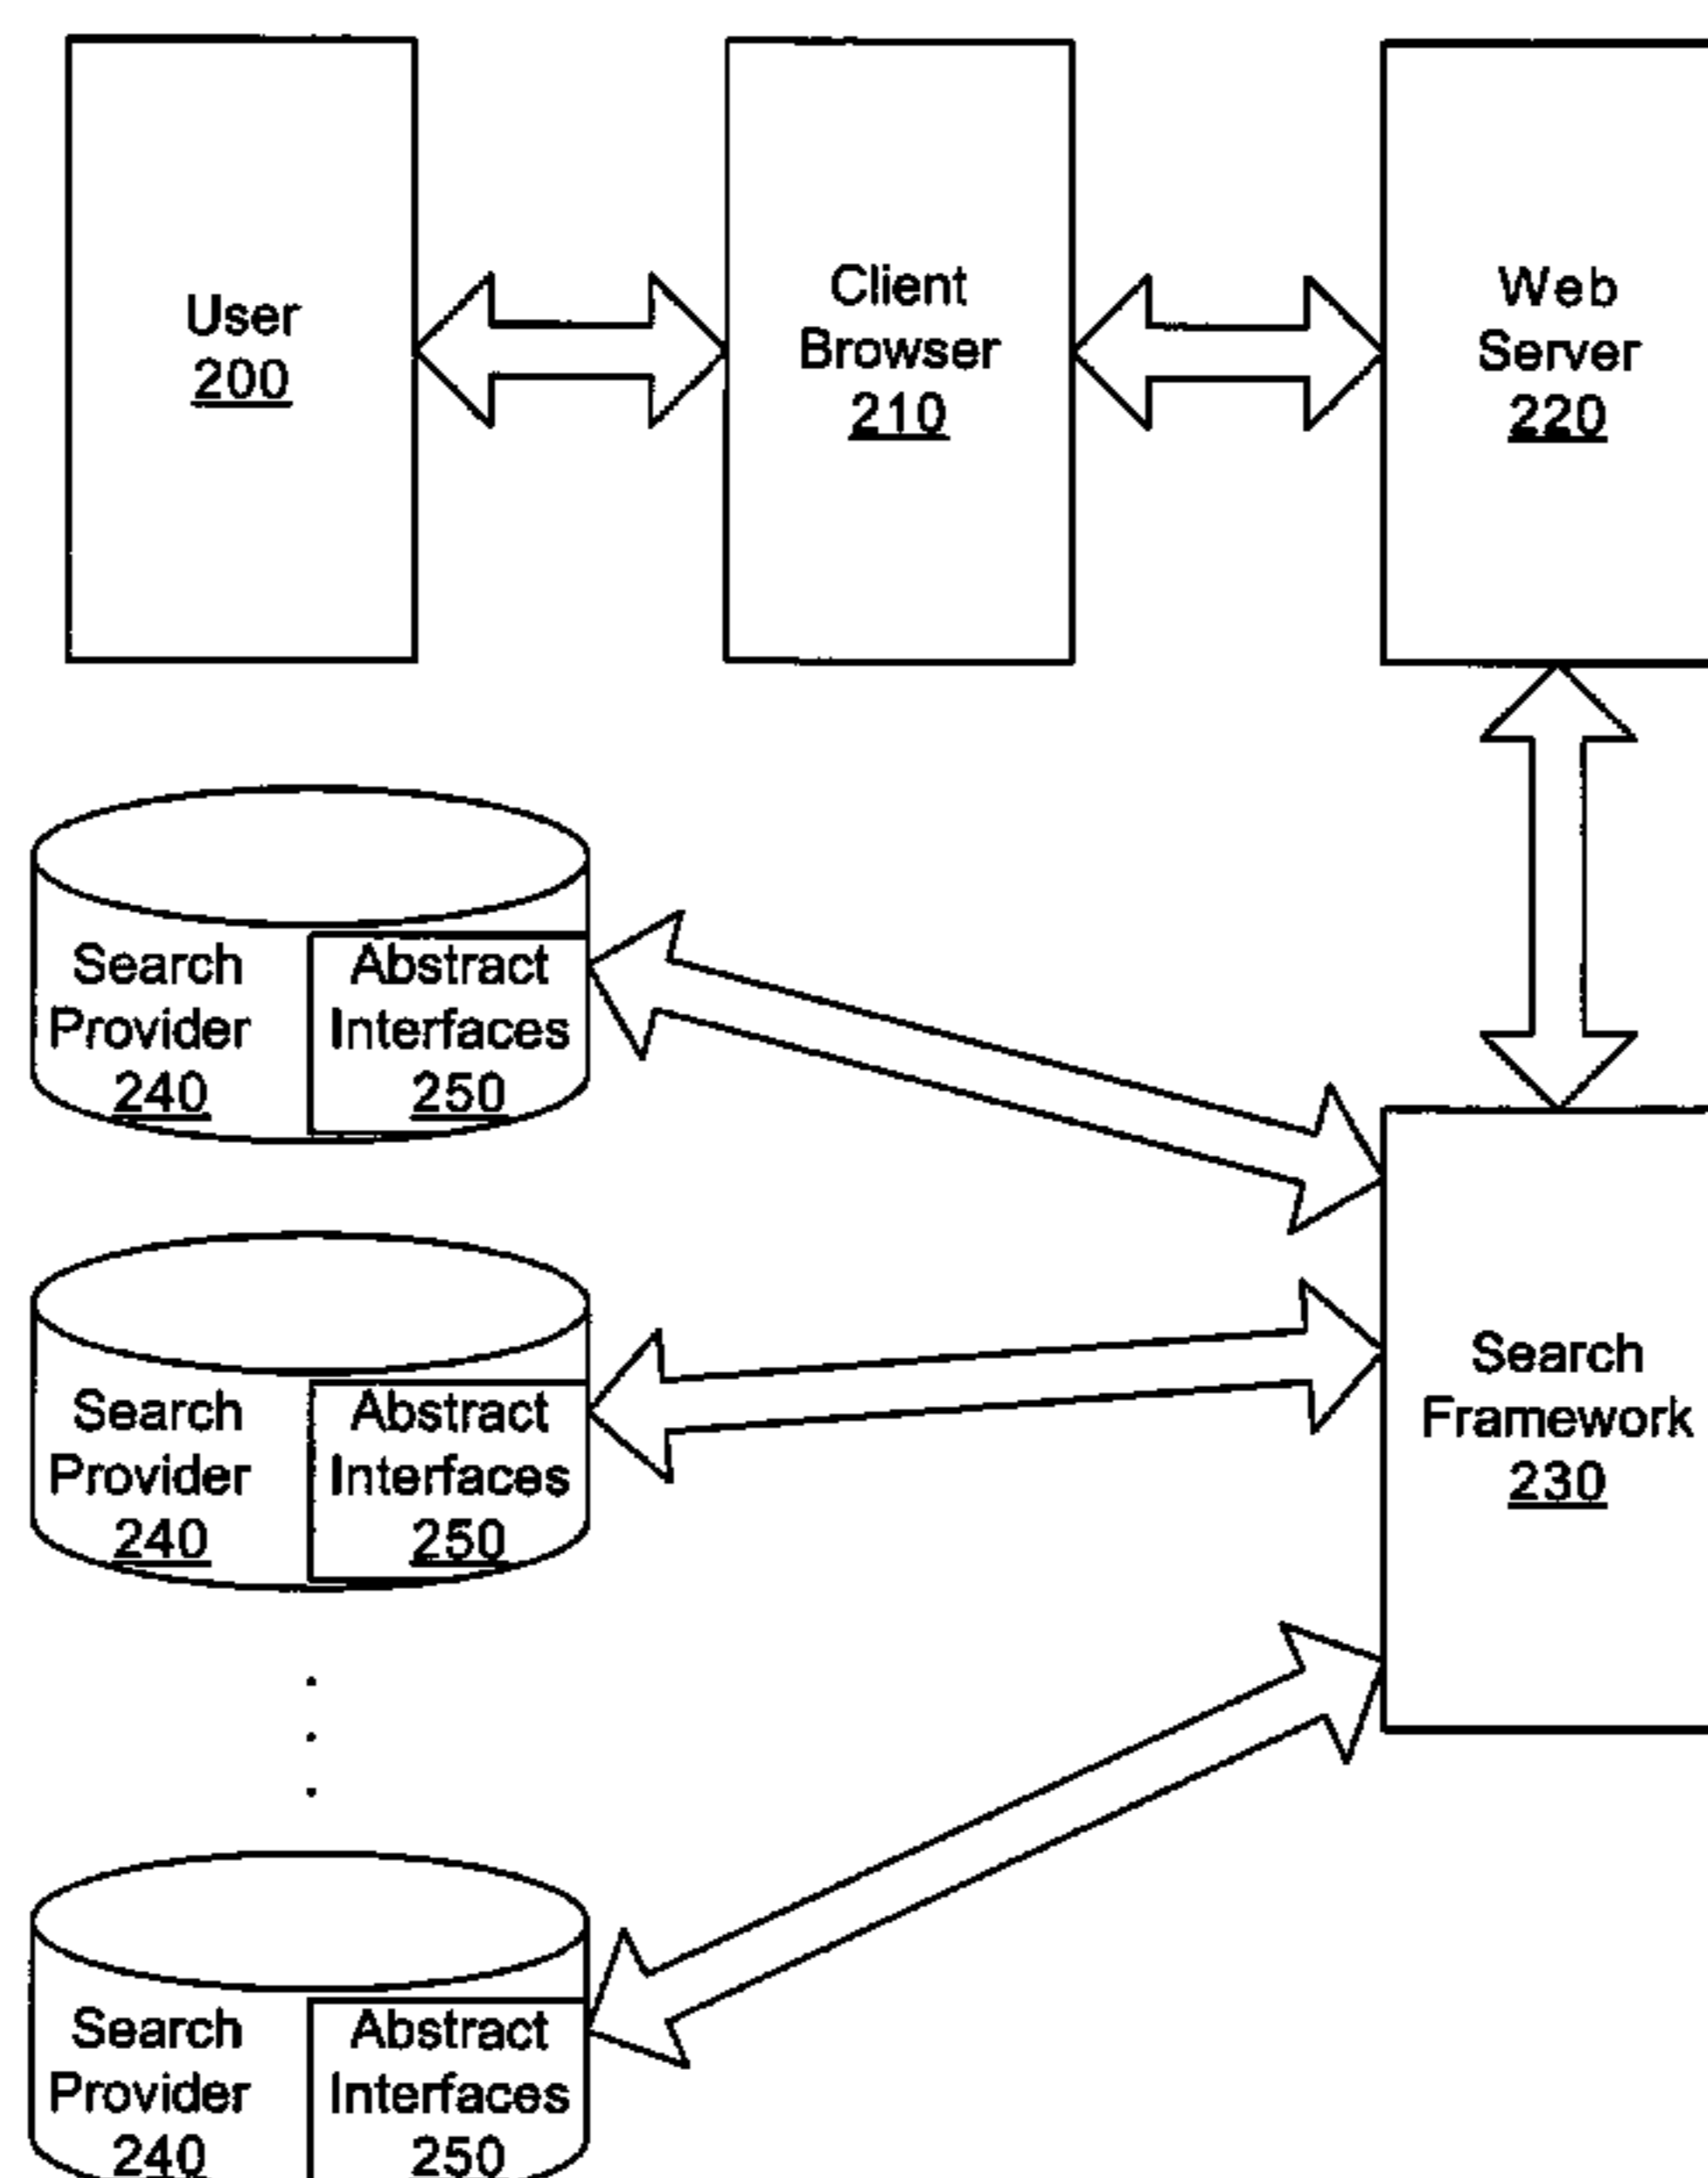 User
200
Client
Browser
210
Web
Server
220
Search
Provider
240
Abstract
Interfaces
250
Search
Provider
240
Abstract
Interfaces
250
Search
Framework
230
Search
Provider
240
Abstract
Interfaces
250